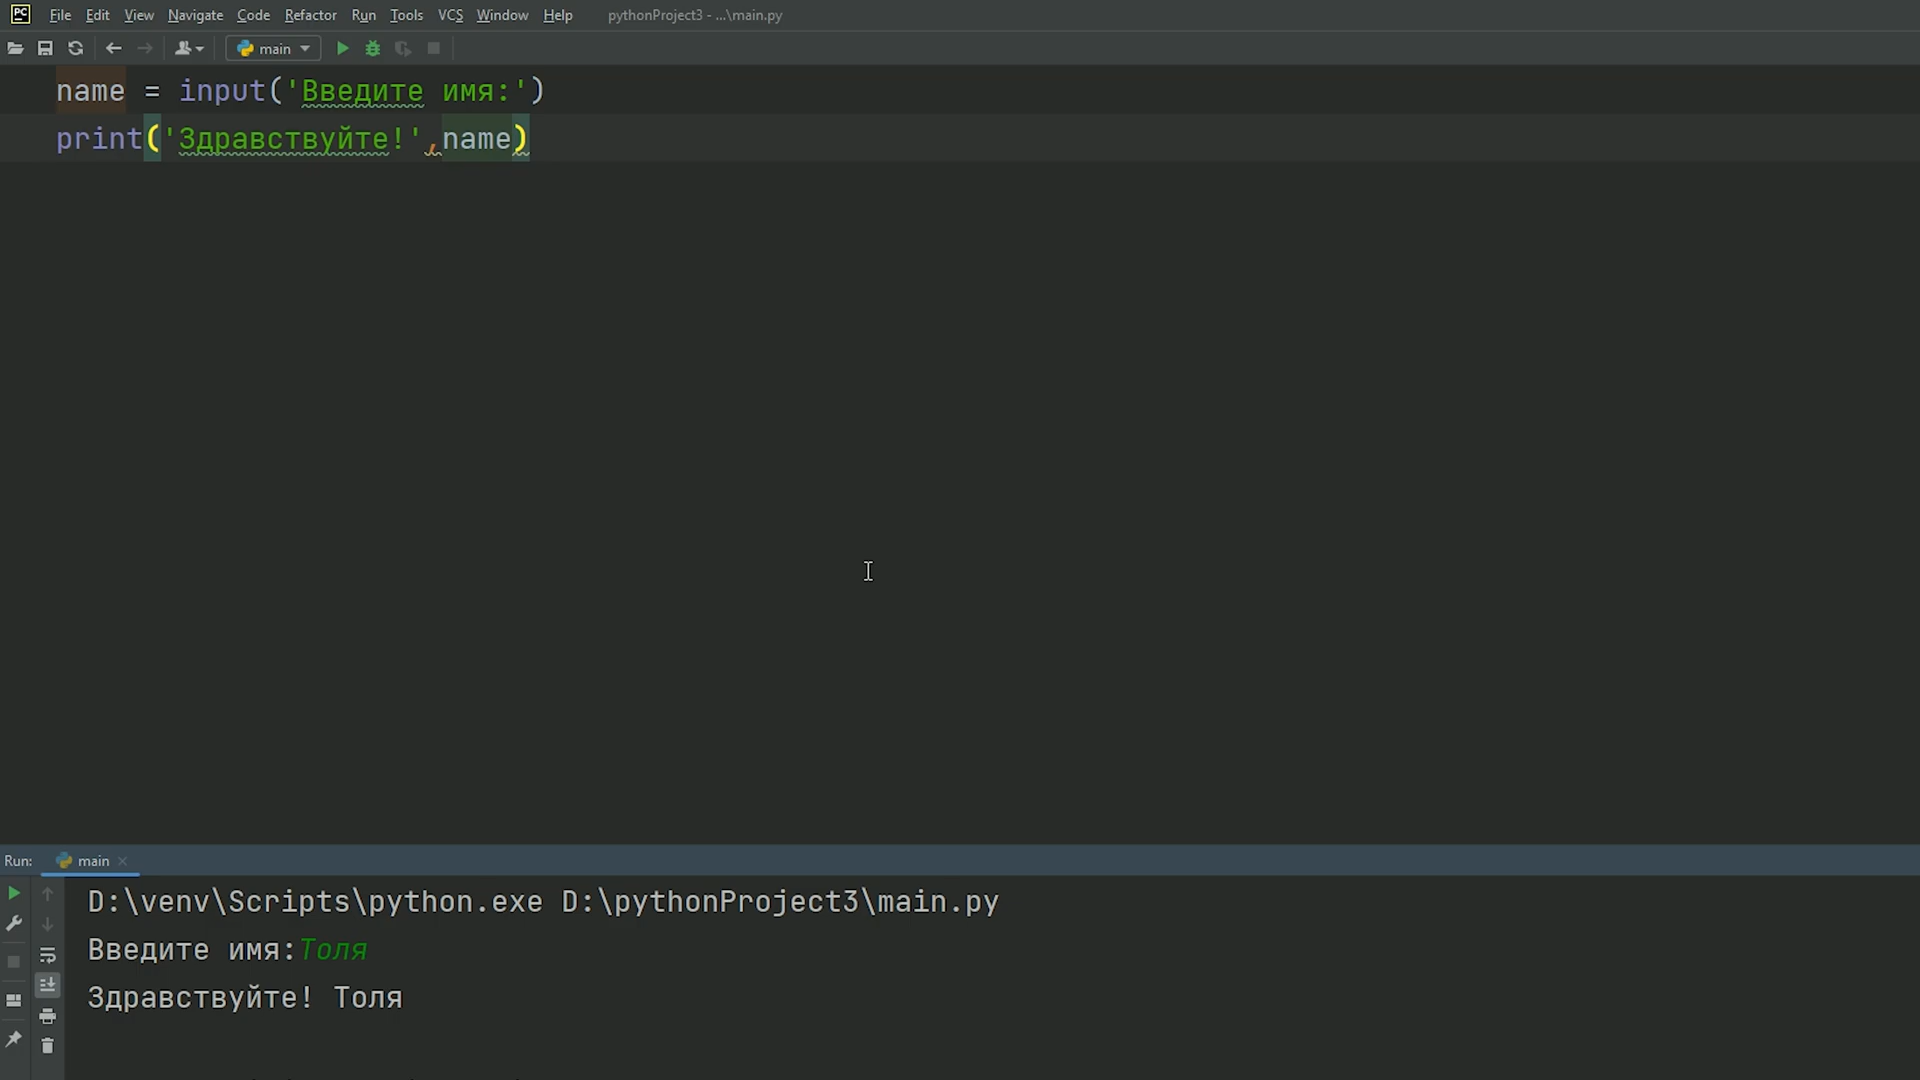 PC File Edit View Navigate Code Refactor Run Tools VCS Window Help pythonProject3 - ...\main.py
main
name = input('Введите имя:')
print('Здравствуйте!',name)
Run: main
D:\venv\Scripts\python.exe D:\pythonProject3\main.py
Введите имя:Толя
Здравствуйте! Толя